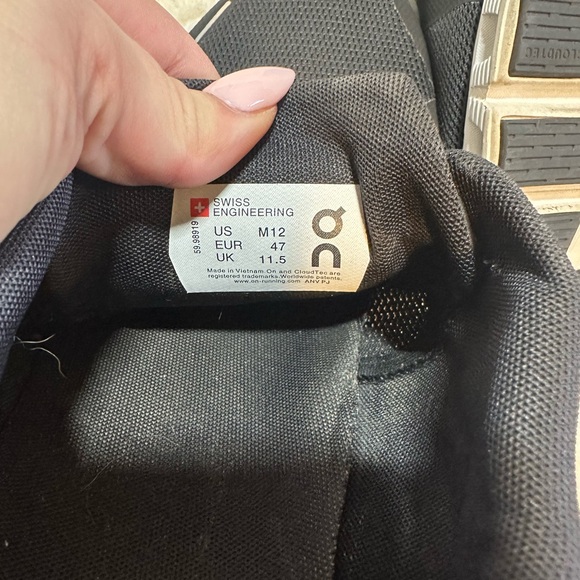 SWISS
ENGINEERING
US M12
EUR 47
UK 11.5
Made in Vietnam.On and CloudTec are
registered trademarks.Worldwide patents.
www.on-running.com ANV PJ
59.98919
On
CLOUDTEC